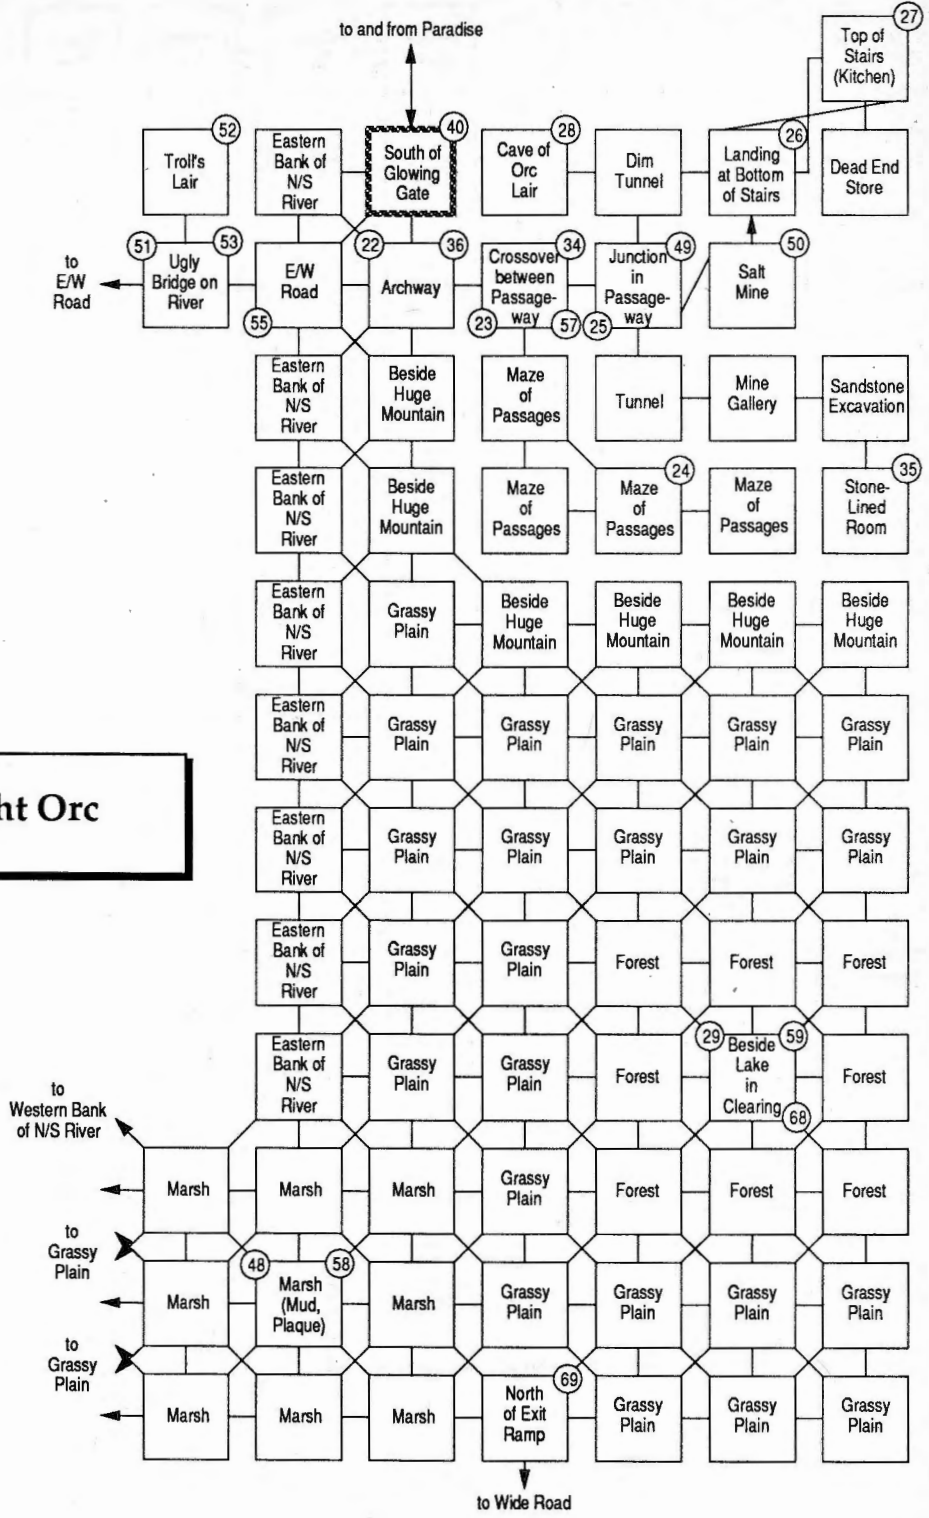 to and from Paradise
27
Top of
Stairs
(Kitchen)
52
Troll's
Lair
Eastern
Bank of
N/S
River
40
South of
Glowing
Gate
28
Cave of
Orc
Lair
Dim
Tunnel
26
Landing
at Bottom
of Stairs
Dead End
Store
to
E/W
Road
51
53
Ugly
Bridge on
River
E/W
Road
55
22
36
Archway
34
Crossover
between
Passage-
way
23
57
49
Junction
in
Passage-
way
25
50
Salt
Mine
Eastern
Bank of
N/S
River
Beside
Huge
Mountain
Maze
of
Passages
Tunnel
Mine
Gallery
Sandstone
Excavation
Eastern
Bank of
N/S
River
Beside
Huge
Mountain
Maze
of
Passages
24
Maze
of
Passages
Maze
of
Passages
35
Stone-
Lined
Room
Eastern
Bank of
N/S
River
Grassy
Plain
Beside
Huge
Mountain
Beside
Huge
Mountain
Beside
Huge
Mountain
Beside
Huge
Mountain
Eastern
Bank of
N/S
River
Grassy
Plain
Grassy
Plain
Grassy
Plain
Grassy
Plain
Grassy
Plain
ht Orc
Eastern
Bank of
N/S
River
Grassy
Plain
Grassy
Plain
Grassy
Plain
Grassy
Plain
Grassy
Plain
Eastern
Bank of
N/S
River
Grassy
Plain
Grassy
Plain
Forest
Forest
Forest
Eastern
Bank of
N/S
River
Grassy
Plain
Grassy
Plain
Forest
29
59
Beside
Lake
in
Clearing
68
Forest
to
Western Bank
of N/S River
Marsh
Marsh
Marsh
Grassy
Plain
Forest
Forest
Forest
to
Grassy
Plain
Marsh
48
58
Marsh
(Mud,
Plaque)
Marsh
Grassy
Plain
Grassy
Plain
Grassy
Plain
Grassy
Plain
to
Grassy
Plain
Marsh
Marsh
Marsh
69
North
of Exit
Ramp
Grassy
Plain
Grassy
Plain
Grassy
Plain
to Wide Road